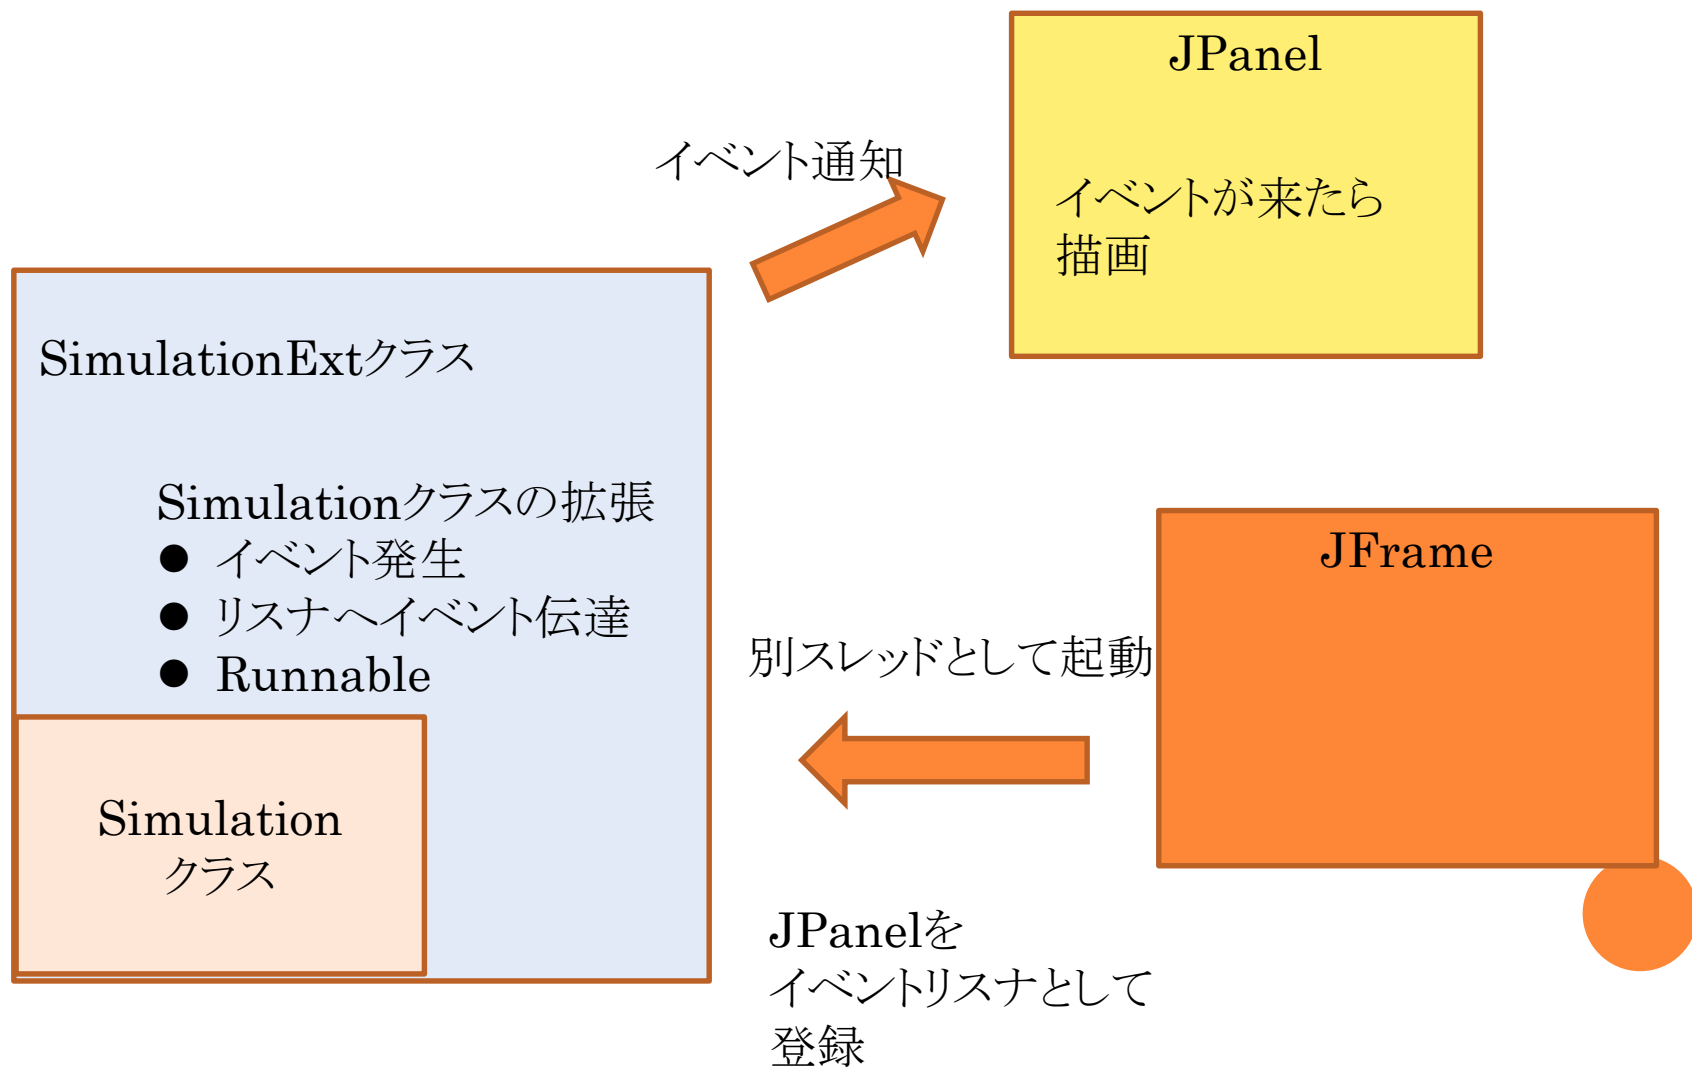 JPanel
イベント通知
イベントが来たら
描画
SimulationExtクラス
Simulationクラスの拡張
● イベント発生
● リスナへイベント伝達
● Runnable
Simulation
クラス
JFrame
別スレッドとして起動
JPanelを
イベントリスナとして
登録